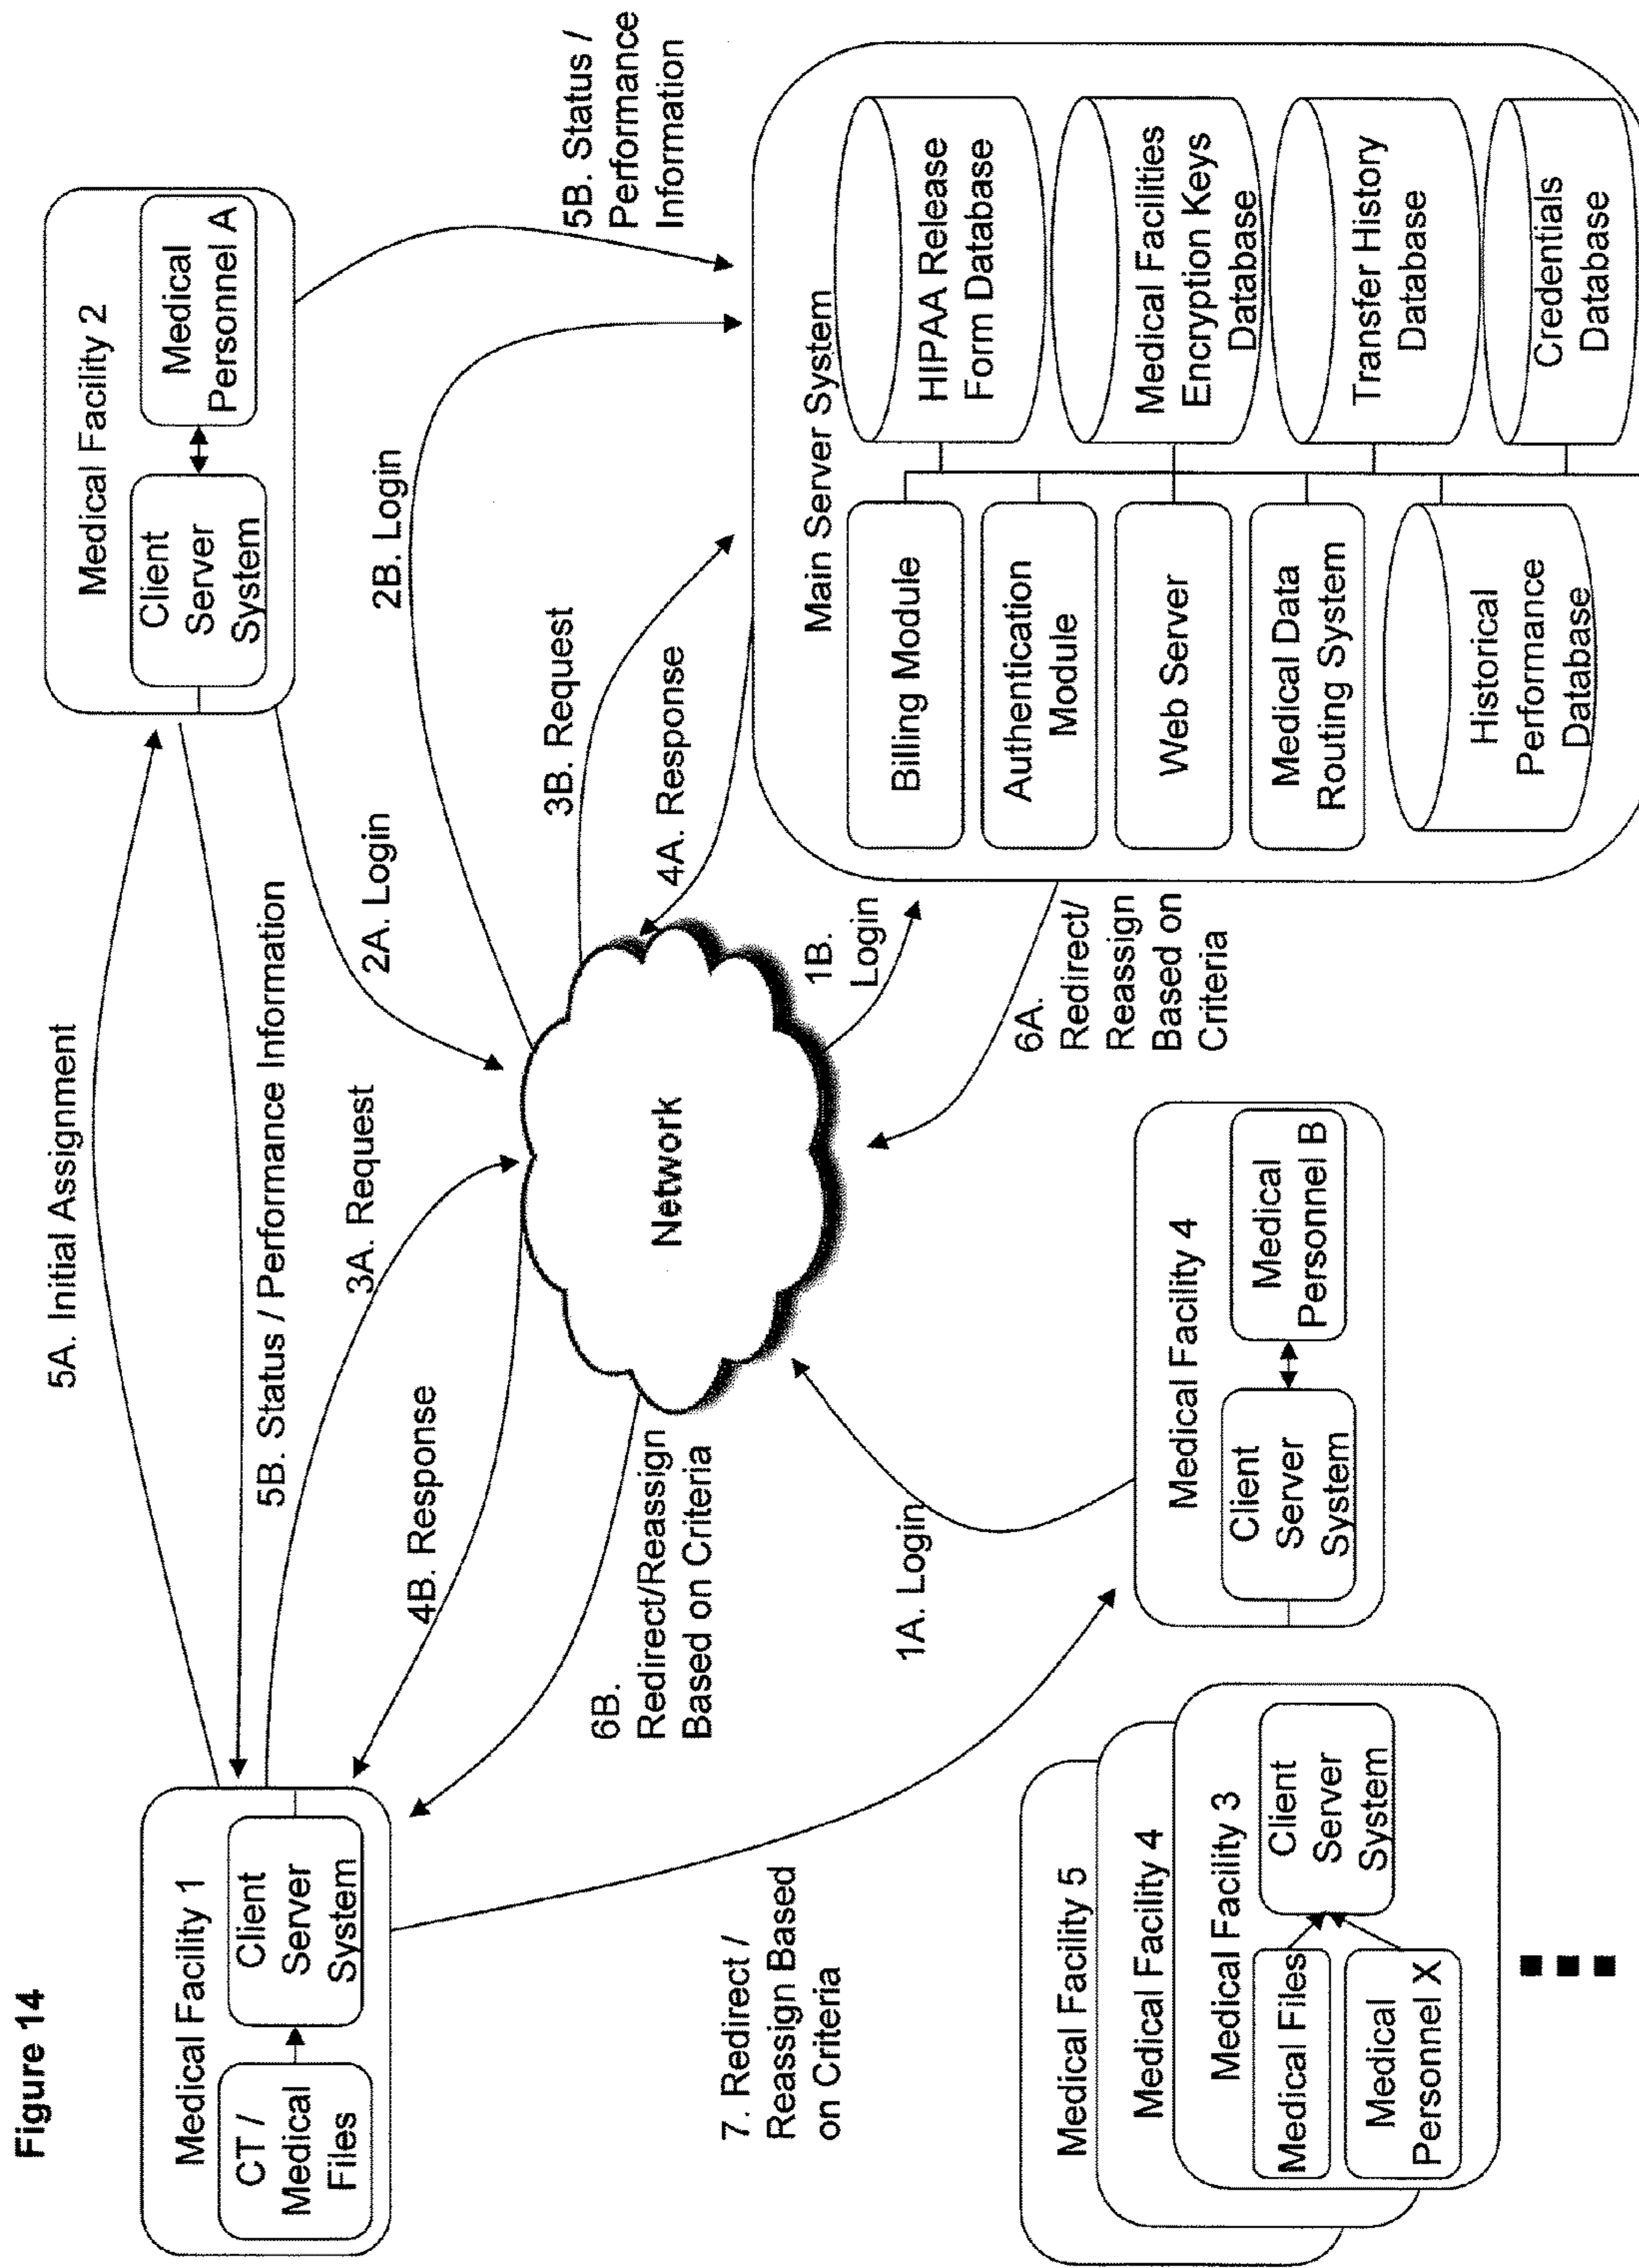 Figure 14
Medical Facility 1
CT /
Medical
Files
Client
Server
System
5A. Initial Assignment
5B. Status / Performance Information
3A. Request
4B. Response
6B.
Redirect/Reassign
Based on Criteria
Medical Facility 2
Client
Server
System
Medical
Personnel A
2A. Login
2B. Login
5B. Status /
Performance
Information
3B. Request
4A. Response
Network
1B.
Login
6A.
Redirect/
Reassign
Based on
Criteria
1A. Login
7. Redirect /
Reassign Based
on Criteria
Medical Facility 5
Medical Facility 4
Medical Facility 3
Medical Files
Medical
Personnel X
Client
Server
System
Medical Facility 4
Client
Server
System
Medical
Personnel B
Main Server System
Billing Module
Authentication
Module
Web Server
Medical Data
Routing System
Historical
Performance
Database
HIPAA Release
Form Database
Medical Facilities
Encryption Keys
Database
Transfer History
Database
Credentials
Database